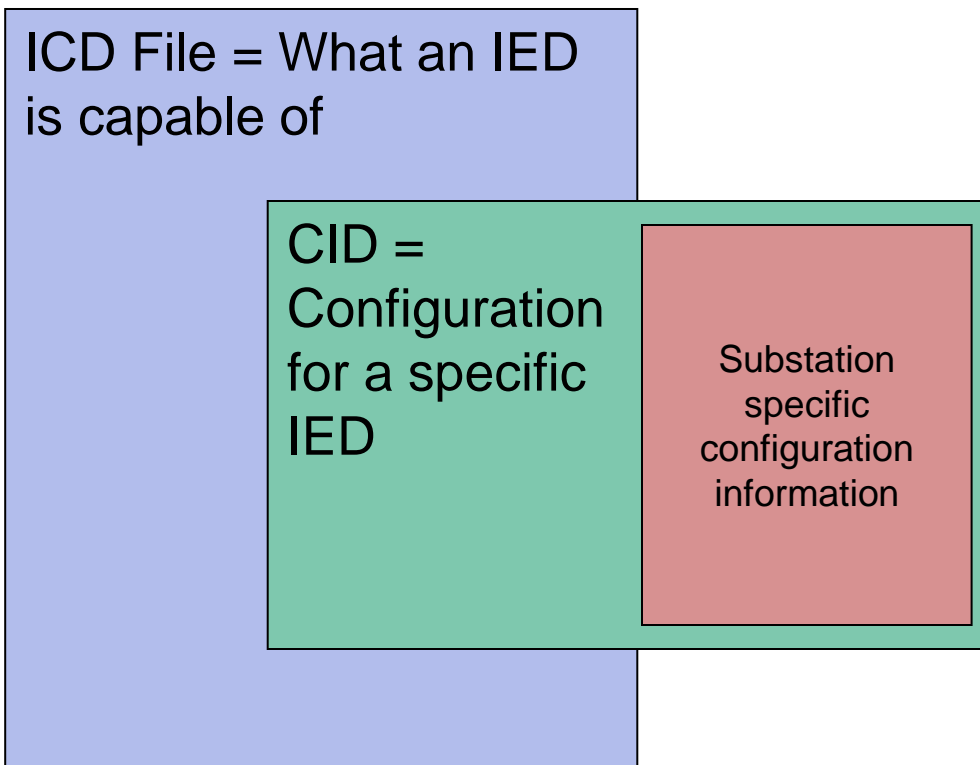 ICD File = What an IED
is capable of
CID =
Configuration
for a specific
IED
Substation
specific
configuration
information